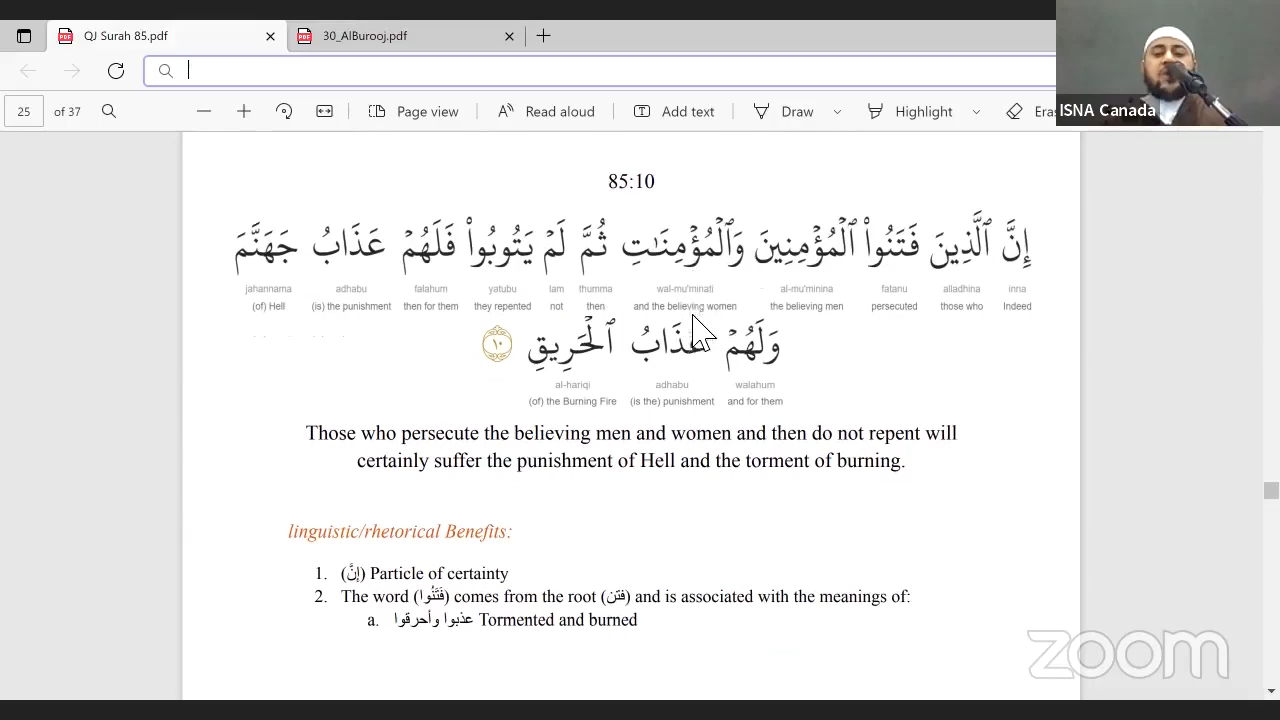 QJ Surah 85.pdf
30_AlBurooj.pdf
ISNA Canada
25 of 37
Page view
Read aloud
Add text
Draw
Highlight
Eras
85:10
إِنَّ ٱلَّذِينَ فَتَنُوا۟ ٱلْمُؤْمِنِينَ وَٱلْمُؤْمِنَـٰتِ ثُمَّ لَمْ يَتُوبُوا۟ فَلَهُمْ عَذَابُ جَهَنَّمَ
jahannama adhabu falahum yatubu lam thumma wal-mu'minati al-mu'minina fatanu alladhina inna
(of) Hell (is) the punishment then for them they repented not then and the believing women the believing men persecuted those who Indeed
وَلَهُمْ عَذَابُ ٱلْحَرِيقِ ١٠
al-hariqi adhabu walahum
(of) the Burning Fire (is the) punishment and for them
Those who persecute the believing men and women and then do not repent will
certainly suffer the punishment of Hell and the torment of burning.
linguistic/rhetorical Benefits:
1. (إنَّ) Particle of certainty
2. The word (فَتَنُوا) comes from the root (فتن) and is associated with the meanings of:
a. عذبوا وأحرقوا Tormented and burned
zoom